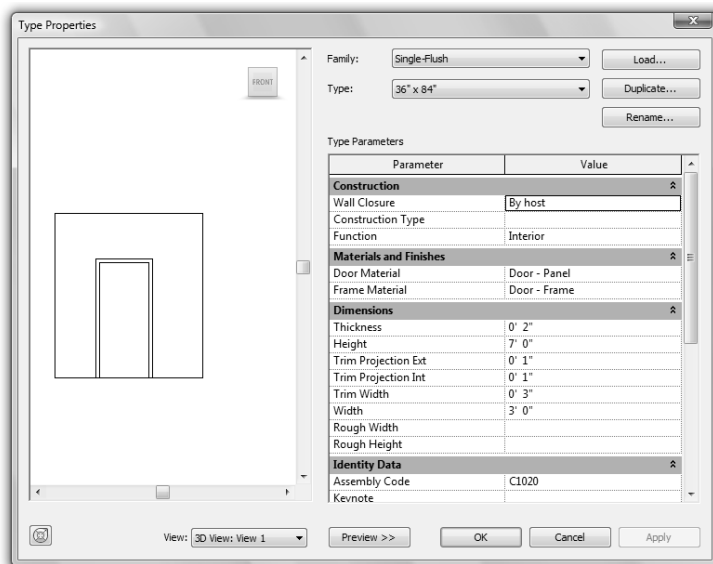 Type Properties
x
FRONT
Family: Single-Flush Load...
Type: 36" x 84" Duplicate...
Rename...
Type Parameters
Parameter Value
Construction
Wall Closure By host
Construction Type
Function Interior
Materials and Finishes
Door Material Door - Panel
Frame Material Door - Frame
Dimensions
Thickness 0' 2"
Height 7' 0"
Trim Projection Ext 0' 1"
Trim Projection Int 0' 1"
Trim Width 0' 3"
Width 3' 0"
Rough Width
Rough Height
Identity Data
Assembly Code C1020
Keynote
View: 3D View: View 1 Preview >> OK Cancel Apply